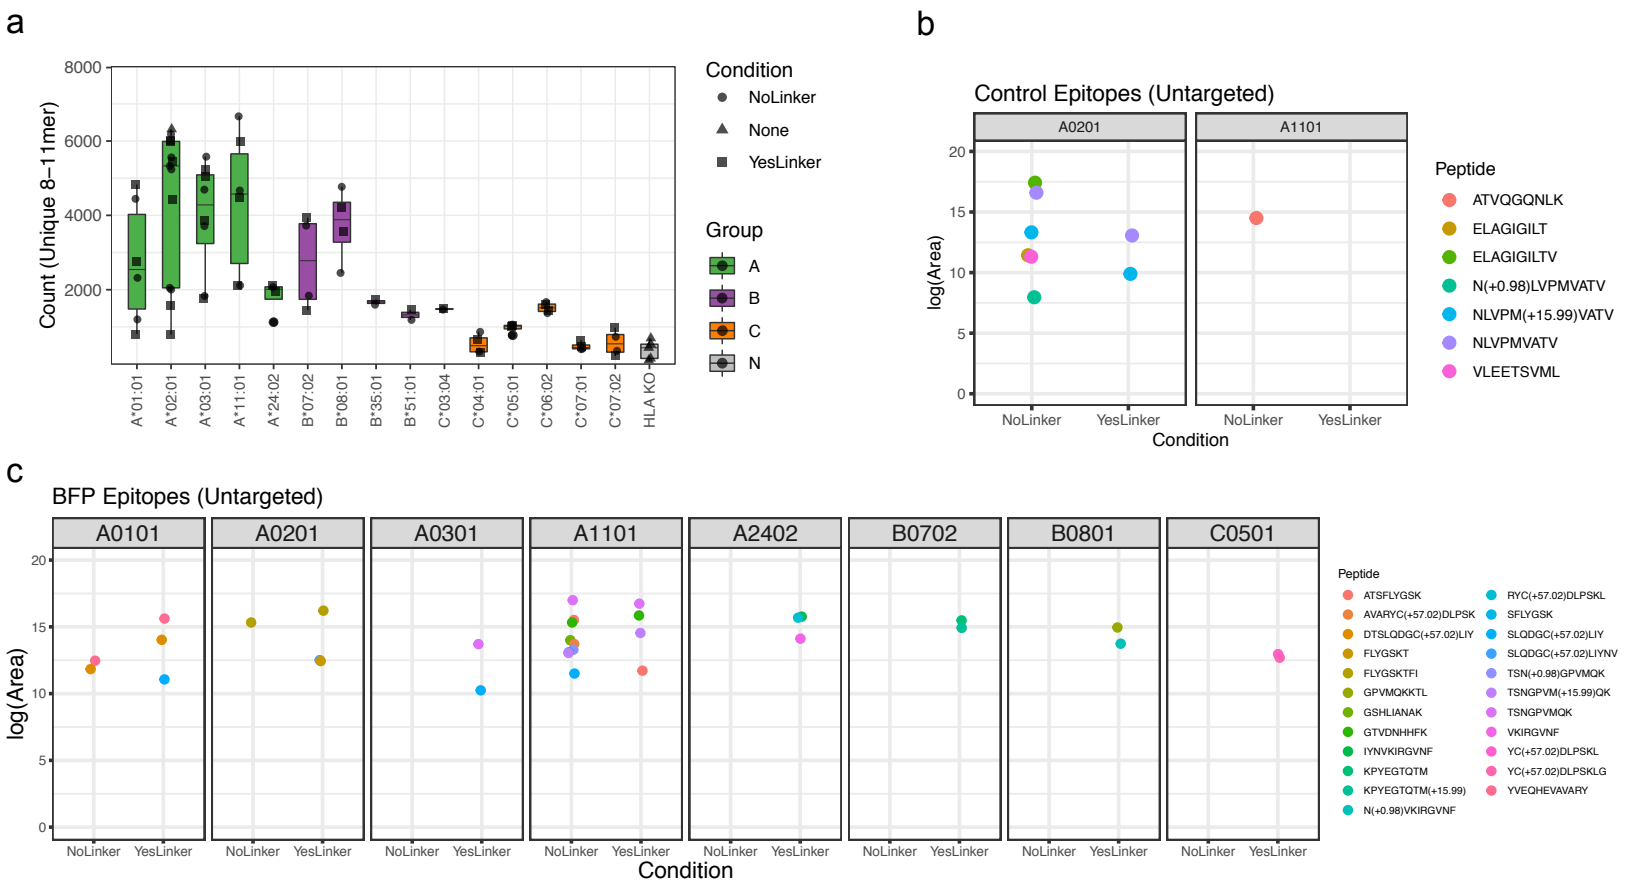 a
8000
6000
4000
2000
Count (Unique 8−11mer)
A*01:01
A*02:01
A*03:01
A*11:01
A*24:02
B*07:02
B*08:01
B*35:01
B*51:01
C*03:04
C*04:01
C*05:01
C*06:02
C*07:01
C*07:02
HLA KO
Condition
NoLinker
None
YesLinker
Group
A
B
C
N
b
Control Epitopes (Untargeted)
A0201
A1101
20
15
10
5
0
log(Area)
NoLinker
YesLinker
NoLinker
YesLinker
Condition
Peptide
ATVQGQNLK
ELAGIGILT
ELAGIGILTV
N(+0.98)LVPMVATV
NLVPM(+15.99)VATV
NLVPMVATV
VLEETSVML
c
BFP Epitopes (Untargeted)
A0101
A0201
A0301
A1101
A2402
B0702
B0801
C0501
20
15
10
5
0
log(Area)
NoLinker YesLinker
NoLinker YesLinker
NoLinker YesLinker
NoLinker YesLinker
NoLinker YesLinker
NoLinker YesLinker
NoLinker YesLinker
NoLinker YesLinker
Condition
Peptide
ATSFLYGSK
AVARYC(+57.02)DLPSK
DTSLQDGC(+57.02)LIY
FLYGSKT
FLYGSKTFI
GPVMQKKTL
GSHLIANAK
GTVDNHHFK
IYNVKIRGVNF
KPYEGTQTM
KPYEGTQTM(+15.99)
N(+0.98)VKIRGVNF
RYC(+57.02)DLPSKL
SFLYGSK
SLQDGC(+57.02)LIY
SLQDGC(+57.02)LIYNV
TSN(+0.98)GPVMQK
TSNGPVM(+15.99)QK
TSNGPVMQK
VKIRGVNF
YC(+57.02)DLPSKL
YC(+57.02)DLPSKLG
YVEQHEVAVARY